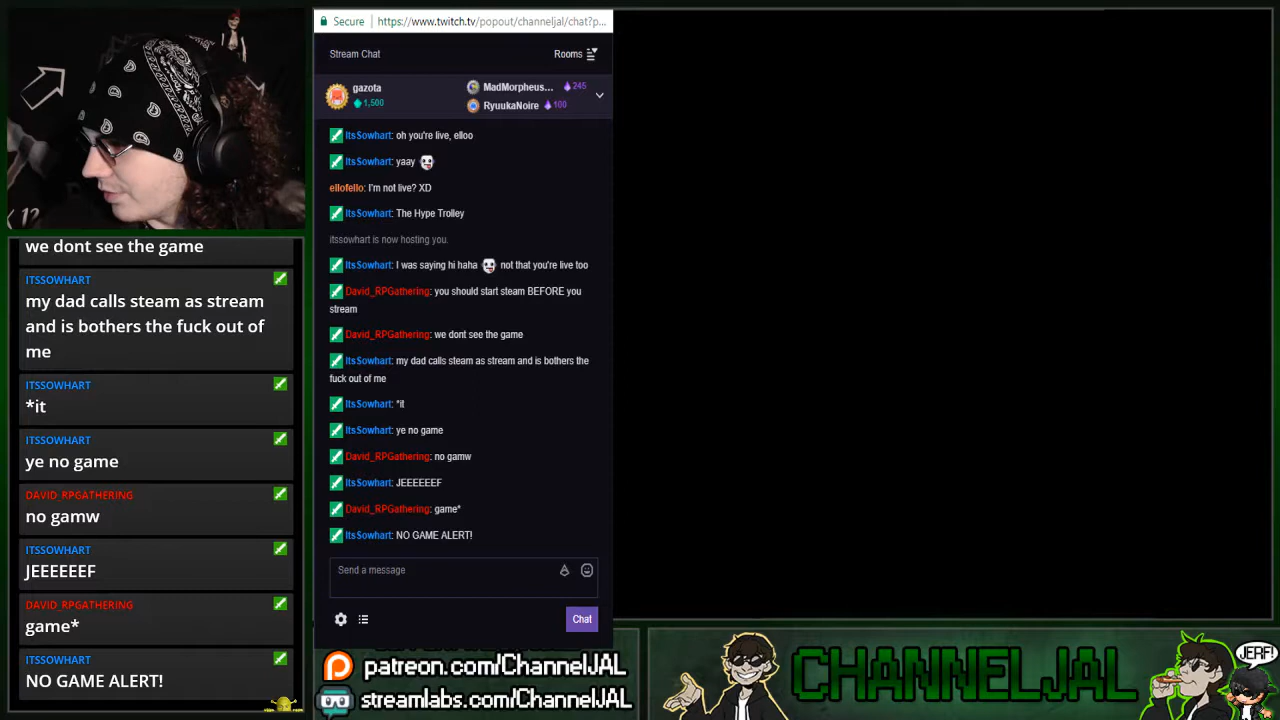 we dont see the game
ITSSOWHART
my dad calls steam as stream
and is bothers the fuck out of
me
ITSSOWHART
*it
ITSSOWHART
ye no game
DAVID_RPGATHERING
no gamw
ITSSOWHART
JEEEEEEF
DAVID_RPGATHERING
game*
ITSSOWHART
NO GAME ALERT!
Secure https://www.twitch.tv/popout/channeljal/chat?p...
Stream Chat Rooms
gazota
1,500
MadMorpheus... 245
RyuukaNoire 100
ItsSowhart: oh you're live, elloo
ItsSowhart: yaay
ellofello: I'm not live? XD
ItsSowhart: The Hype Trolley
itssowhart is now hosting you.
ItsSowhart: I was saying hi haha not that you're live too
David_RPGathering: you should start steam BEFORE you
stream
David_RPGathering: we dont see the game
ItsSowhart: my dad calls steam as stream and is bothers the
fuck out of me
ItsSowhart: *it
ItsSowhart: ye no game
David_RPGathering: no gamw
ItsSowhart: JEEEEEEF
David_RPGathering: game*
ItsSowhart: NO GAME ALERT!
Send a message
Chat
patreon.com/ChannelJAL
streamlabs.com/ChannelJAL
CHANNELJAL
JERF!